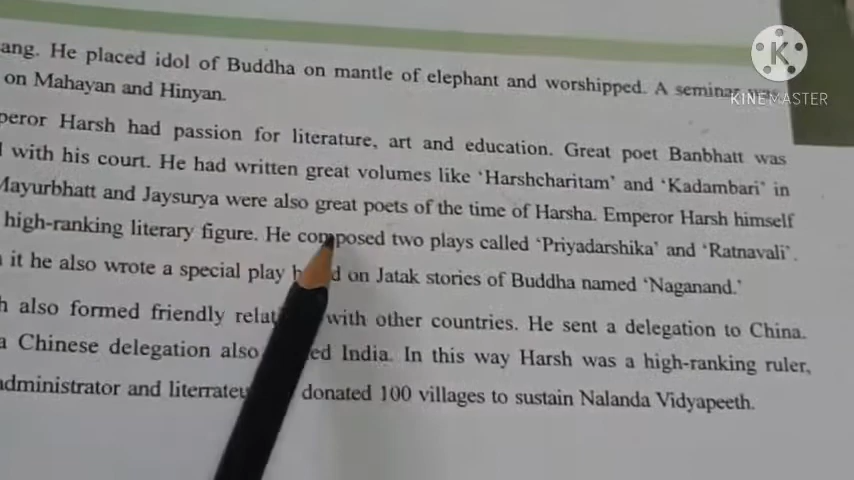 ang. He placed idol of Buddha on mantle of elephant and worshipped. A seminar was
on Mahayan and Hinyan.
peror Harsh had passion for literature, art and education. Great poet Banbhatt was
with his court. He had written great volumes like ‘Harshcharitam’ and ‘Kadambari’ in
Mayurbhatt and Jaysurya were also great poets of the time of Harsha. Emperor Harsh himself
high-ranking literary figure. He composed two plays called ‘Priyadarshika’ and ‘Ratnavali’.
it he also wrote a special play on Jatak stories of Buddha named ‘Naganand.’
h also formed friendly with other countries. He sent a delegation to China.
a Chinese delegation also India. In this way Harsh was a high-ranking ruler,
administrator and donated 100 villages to sustain Nalanda Vidyapeeth.
K
KINEMASTER